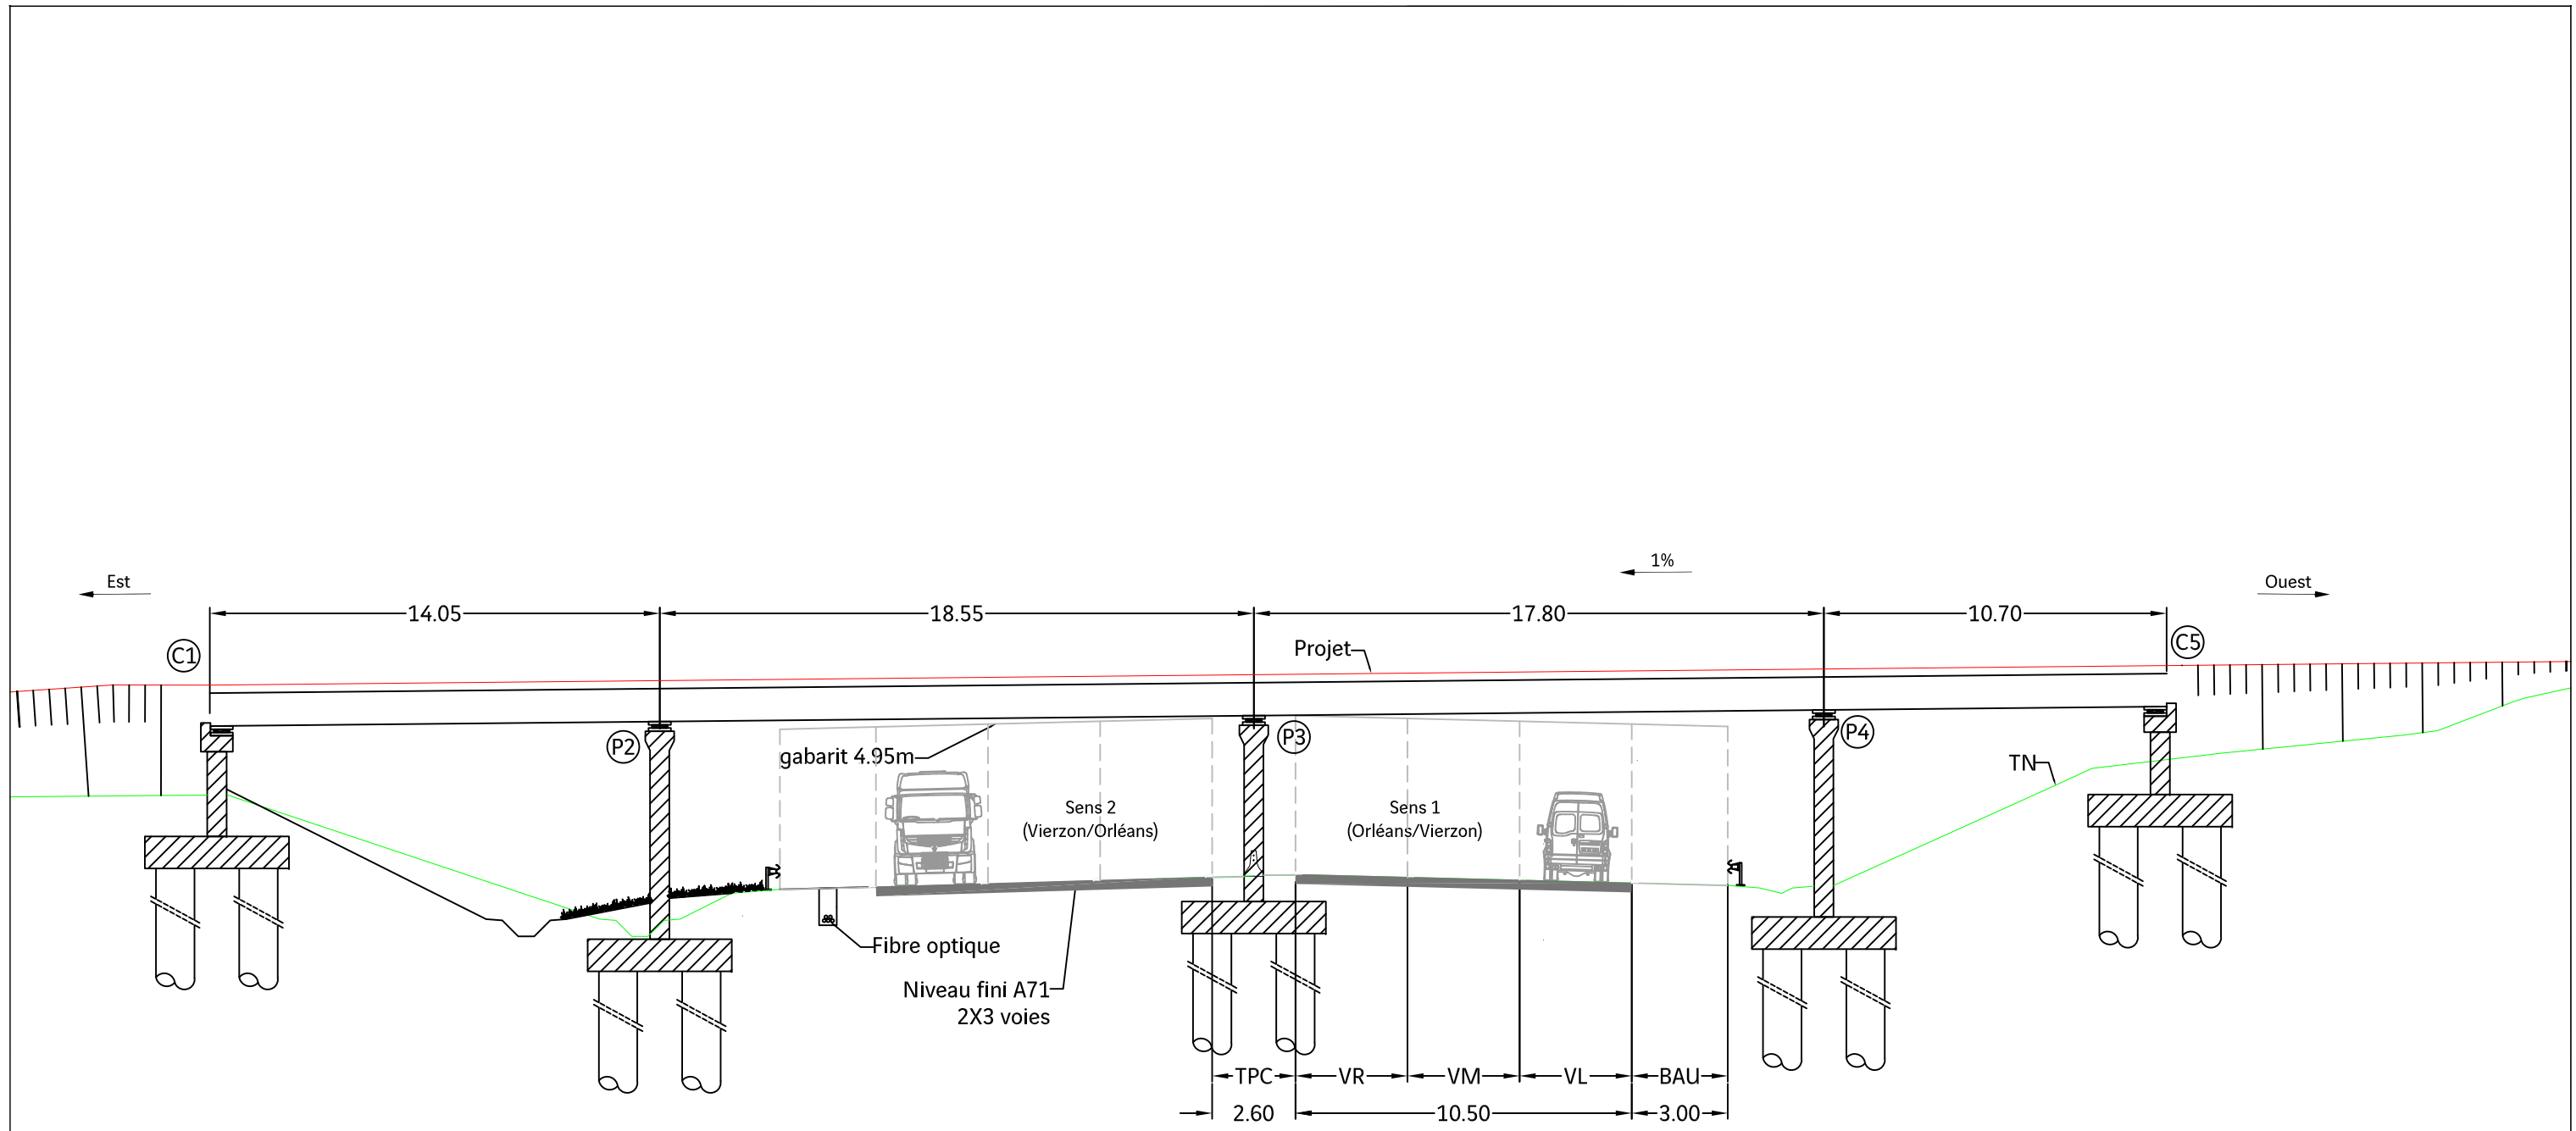 1%
Est
Ouest
14.05
18.55
17.80
10.70
C1
C5
Projet
P2
P3
P4
gabarit 4.95m
TN
Sens 2
(Vierzon/Orléans)
Sens 1
(Orléans/Vierzon)
Fibre optique
Niveau fini A71
2X3 voies
TPC
VR
VM
VL
BAU
2.60
10.50
3.00